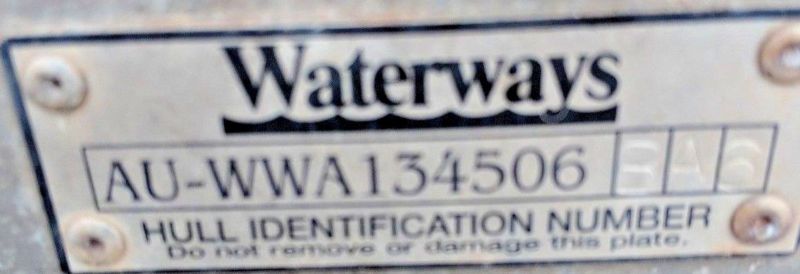 Waterways
AU-WWA134506
HULL IDENTIFICATION NUMBER
Do not remove or damage this plate.